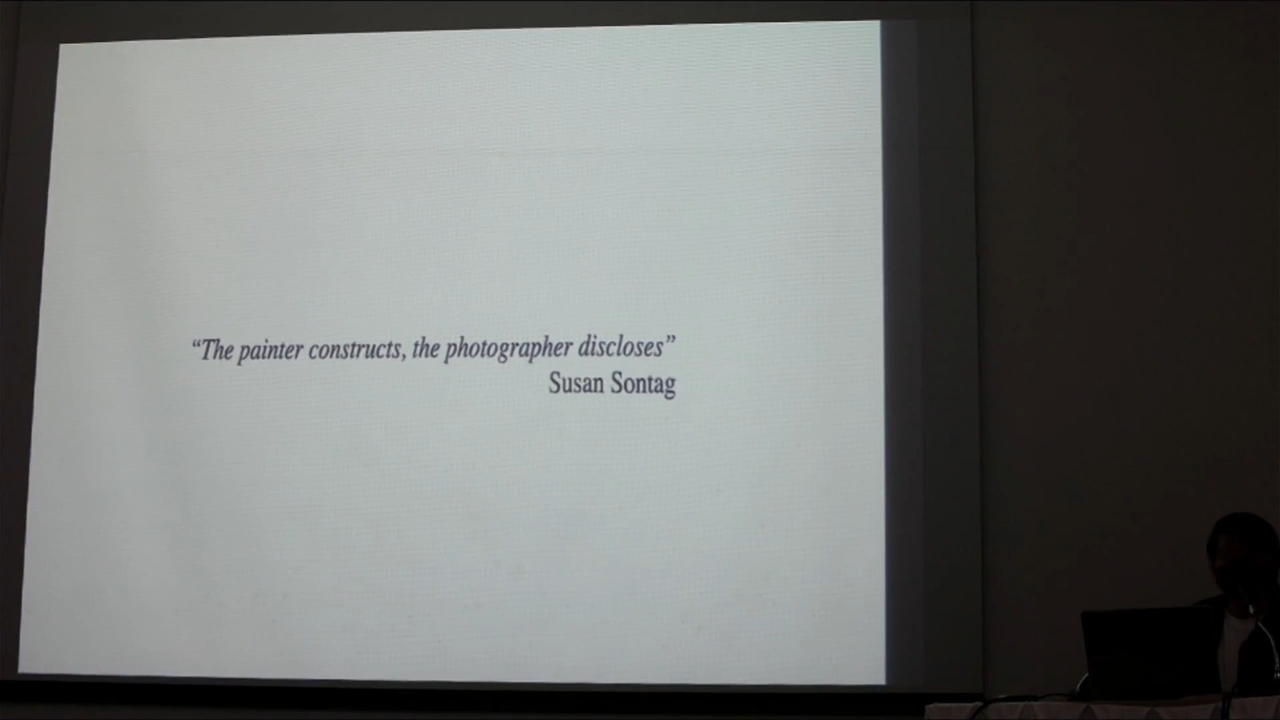 “The painter constructs, the photographer discloses”
Susan Sontag